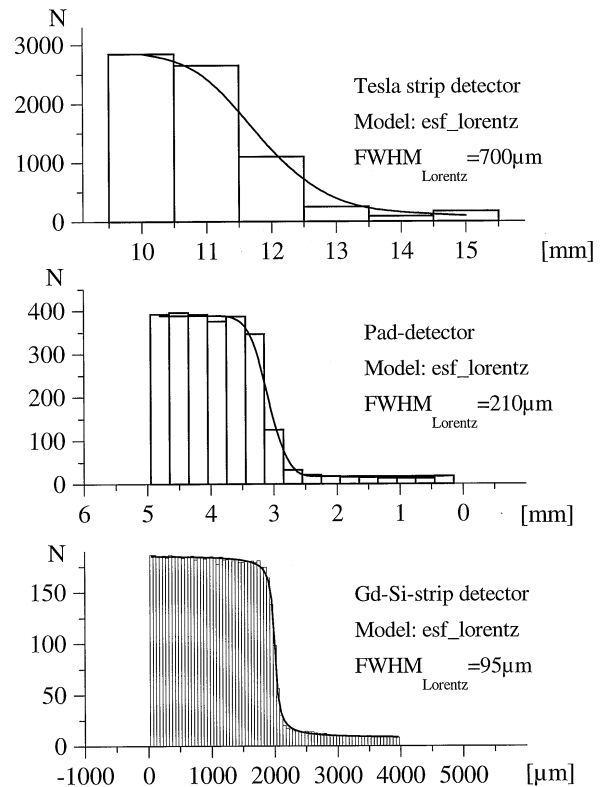 N
3000
2000
1000
0
10 11 12 13 14 15 [mm]
Tesla strip detector
Model: esf_lorentz
FWHM Lorentz =700µm
N
400
300
200
100
0
6 5 4 3 2 1 0 [mm]
Pad-detector
Model: esf_lorentz
FWHM Lorentz =210µm
N
150
100
50
0
-1000 0 1000 2000 3000 4000 5000 [µm]
Gd-Si-strip detector
Model: esf_lorentz
FWHM Lorentz =95µm